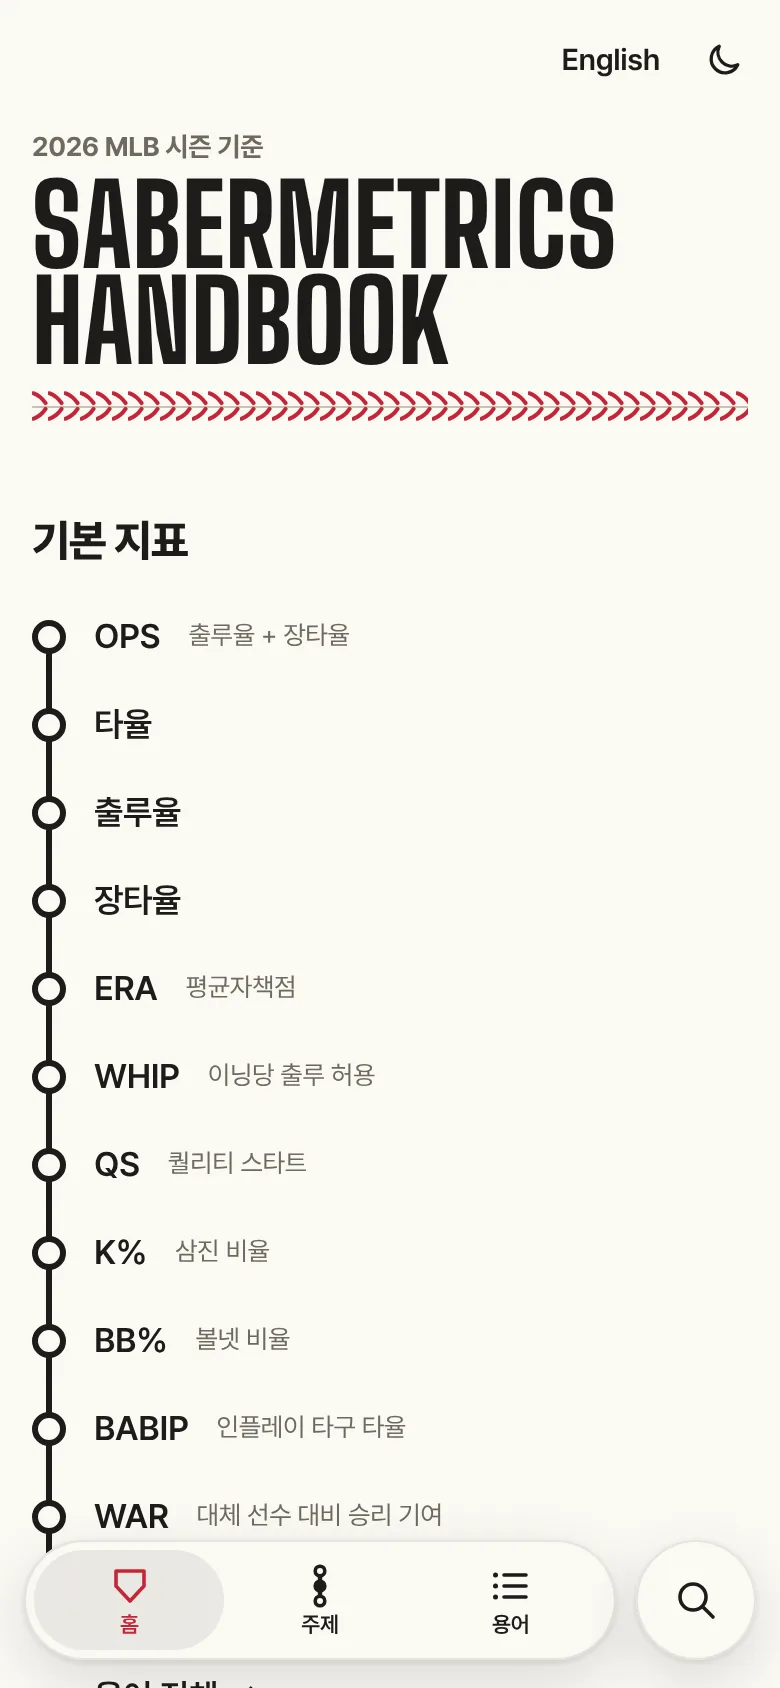 English
2026 MLB 시즌 기준
SABERMETRICS
HANDBOOK
기본 지표
OPS 출루율 + 장타율
타율
출루율
장타율
ERA 평균자책점
WHIP 이닝당 출루 허용
QS 퀄리티 스타트
K% 삼진 비율
BB% 볼넷 비율
BABIP 인플레이 타구 타율
WAR 대체 선수 대비 승리 기여
홈 주제 용어